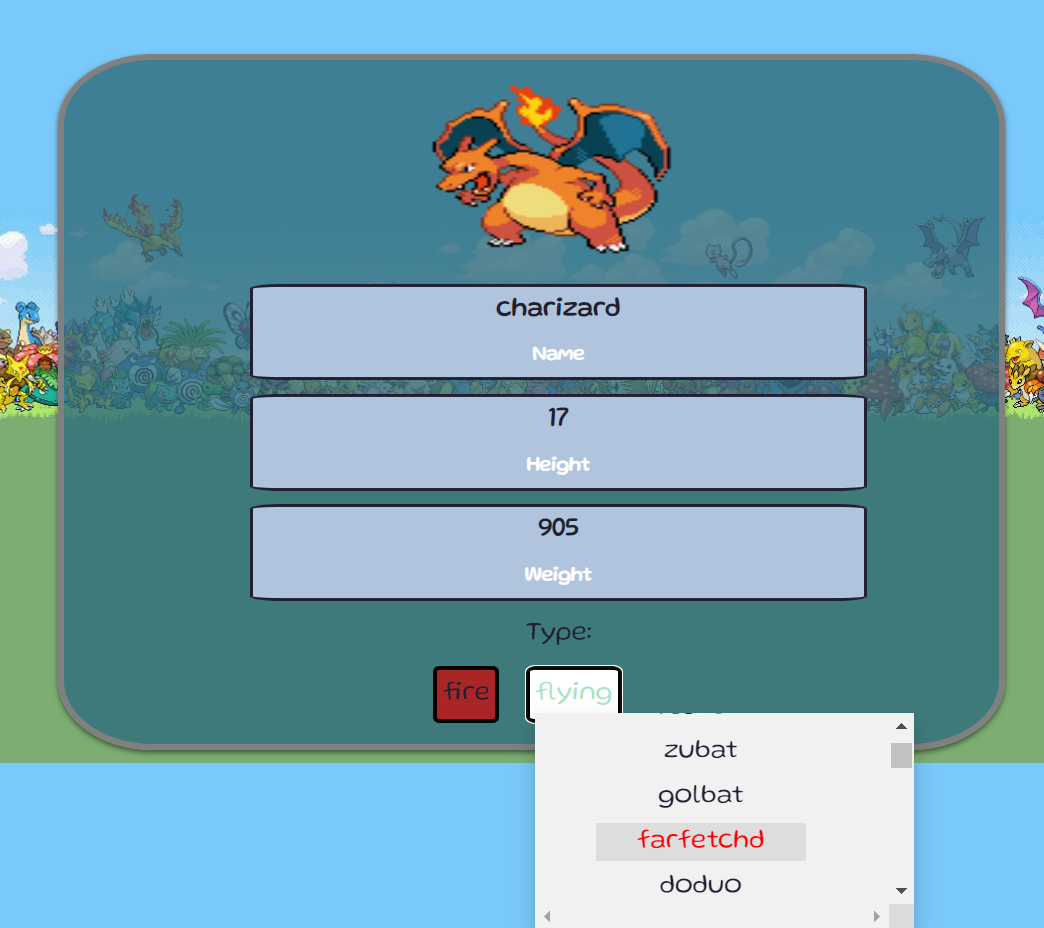 Charizard
Name
17
Height
905
Weight
Type:
fire flying
zubat
golbat
farfetchd
doduo